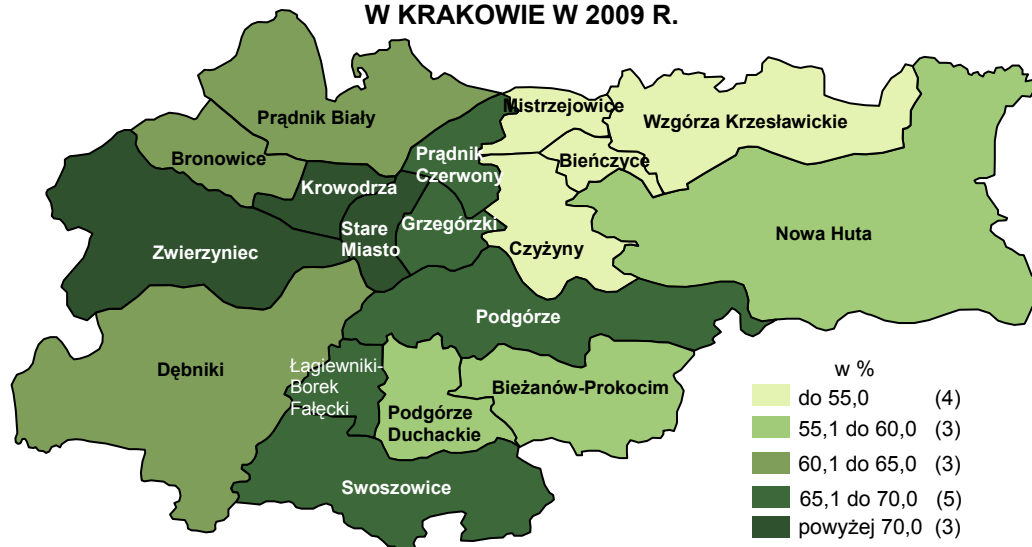 W KRAKOWIE W 2009 R.
Prądnik Biały
Mistrzejowice
Wzgórza Krzesławickie
Bronowice
Prądnik
Czerwony
Bieńczyce
Krowodrza
Stare
Miasto
Grzegórzki
Zwierzyniec
Czyżyny
Nowa Huta
Podgórze
Dębniki
Łagiewniki-
Borek
Fałęcki
Bieżanów-Prokocim
Podgórze
Duchackie
Swoszowice
w %
do 55,0 (4)
55,1 do 60,0 (3)
60,1 do 65,0 (3)
65,1 do 70,0 (5)
powyżej 70,0 (3)